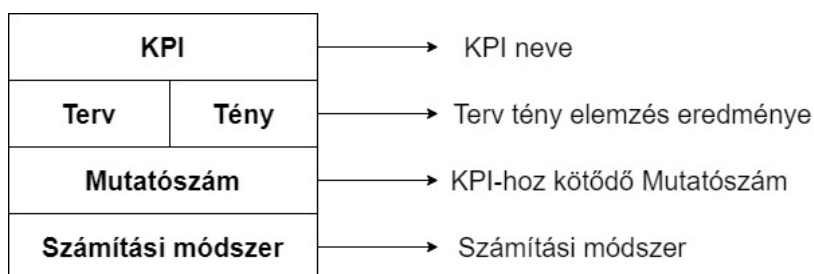 KPI
KPI neve
Terv
Tény
Terv tény elemzés eredménye
Mutatószám
KPI-hoz kötődő Mutatószám
Számítási módszer
Számítási módszer